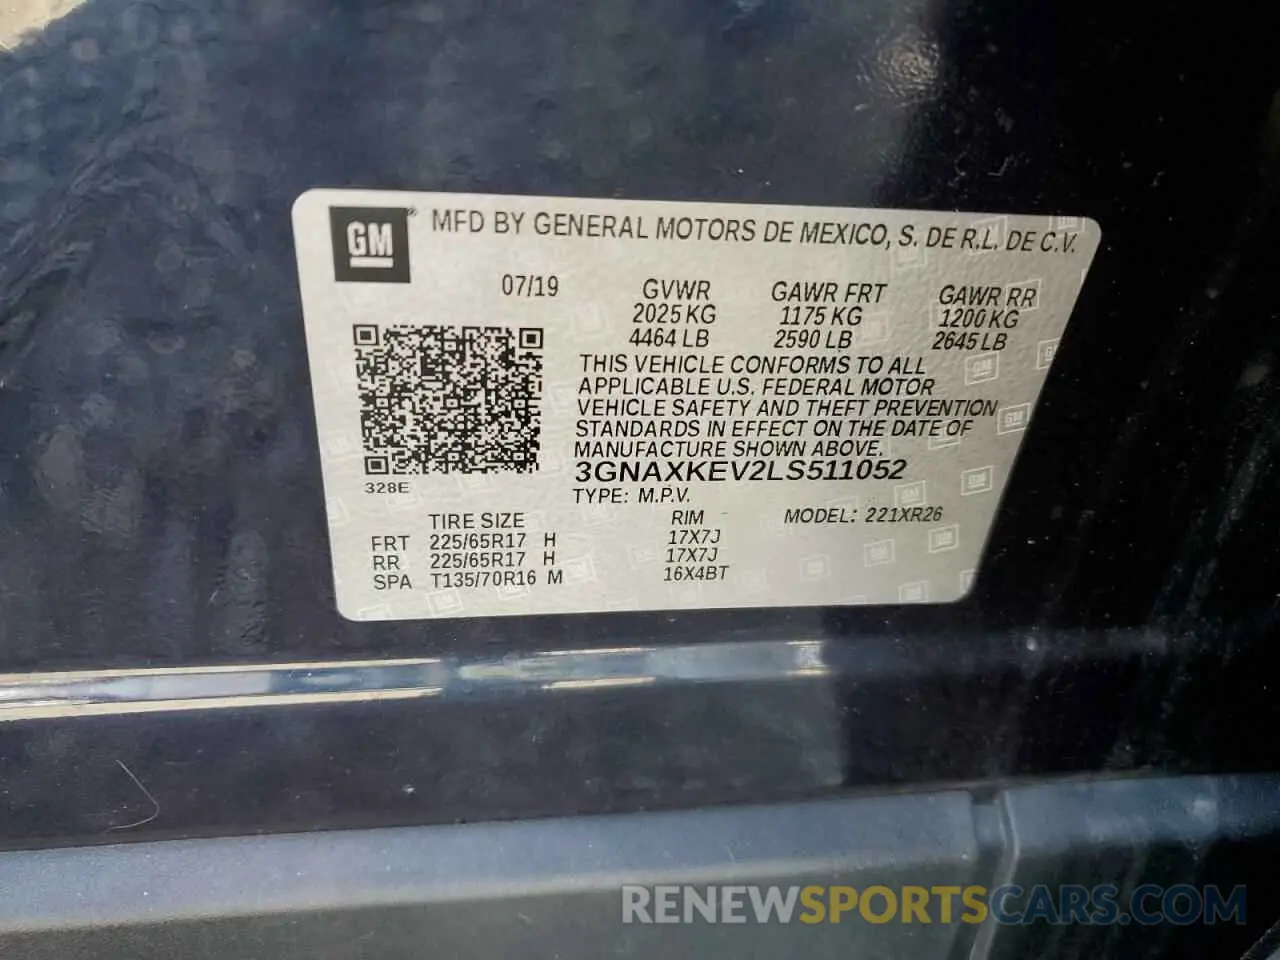 GM® MFD BY GENERAL MOTORS DE MEXICO, S. DE R.L. DE C.V.
07/19 GVWR GAWR FRT GAWR RR
2025 KG 1175 KG 1200 KG
4464 LB 2590 LB 2645 LB
THIS VEHICLE CONFORMS TO ALL
APPLICABLE U.S. FEDERAL MOTOR
VEHICLE SAFETY AND THEFT PREVENTION
STANDARDS IN EFFECT ON THE DATE OF
MANUFACTURE SHOWN ABOVE.
3GNAXKEV2LS511052
328E
TYPE: M.P.V.
TIRE SIZE RIM MODEL: 221XR26
FRT 225/65R17 H 17X7J
RR 225/65R17 H 17X7J
SPA T135/70R16 M 16X4BT
RENEWSPORTSCARS.COM